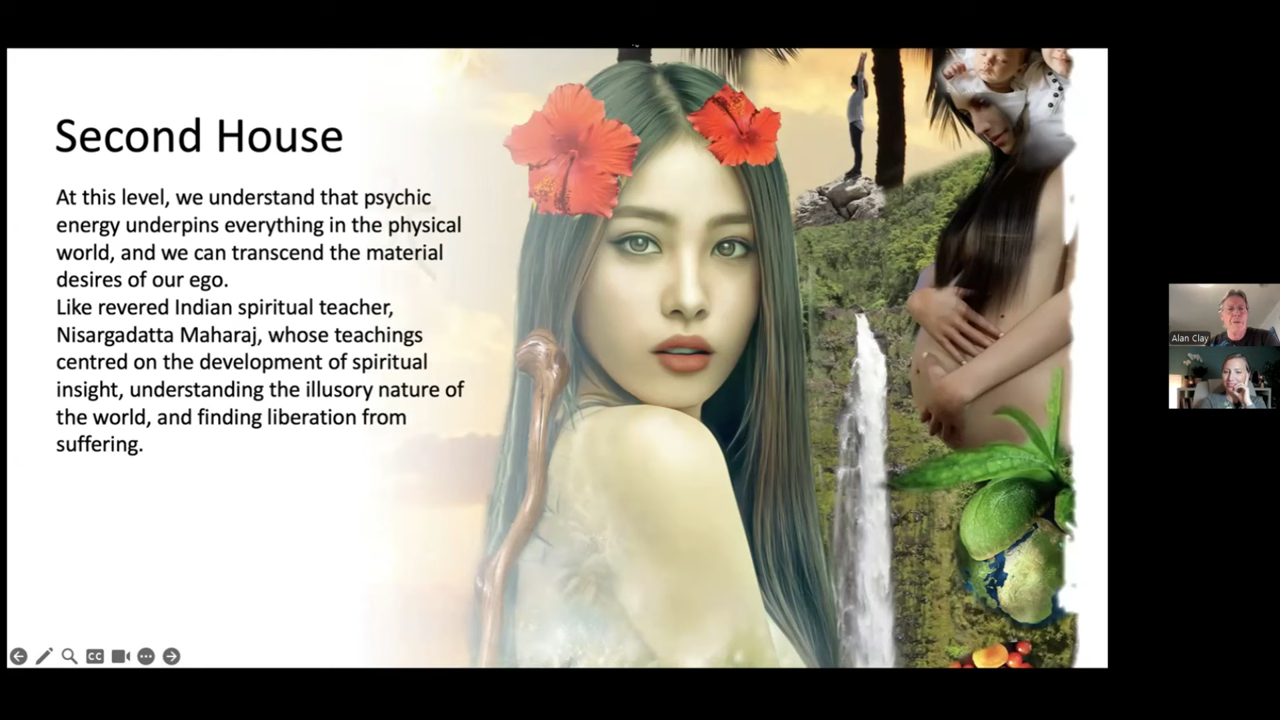 Second House
At this level, we understand that psychic
energy underpins everything in the physical
world, and we can transcend the material
desires of our ego.
Like revered Indian spiritual teacher,
Nisargadatta Maharaj, whose teachings
centred on the development of spiritual
insight, understanding the illusory nature of
the world, and finding liberation from
suffering.
Alan Clay
CC